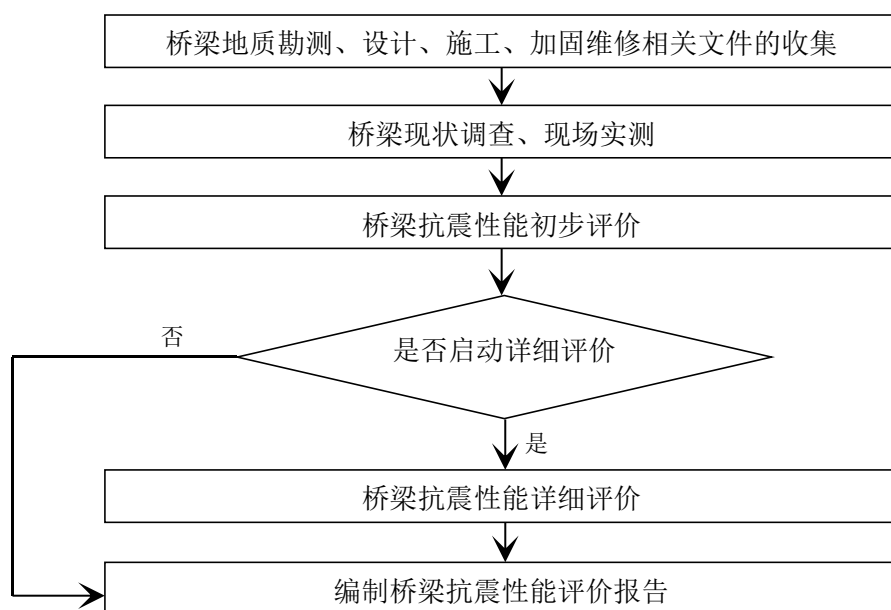 桥梁地质勘测、设计、施工、加固维修相关文件的收集
桥梁现状调查、现场实测
桥梁抗震性能初步评价
否
是否启动详细评价
是
桥梁抗震性能详细评价
编制桥梁抗震性能评价报告